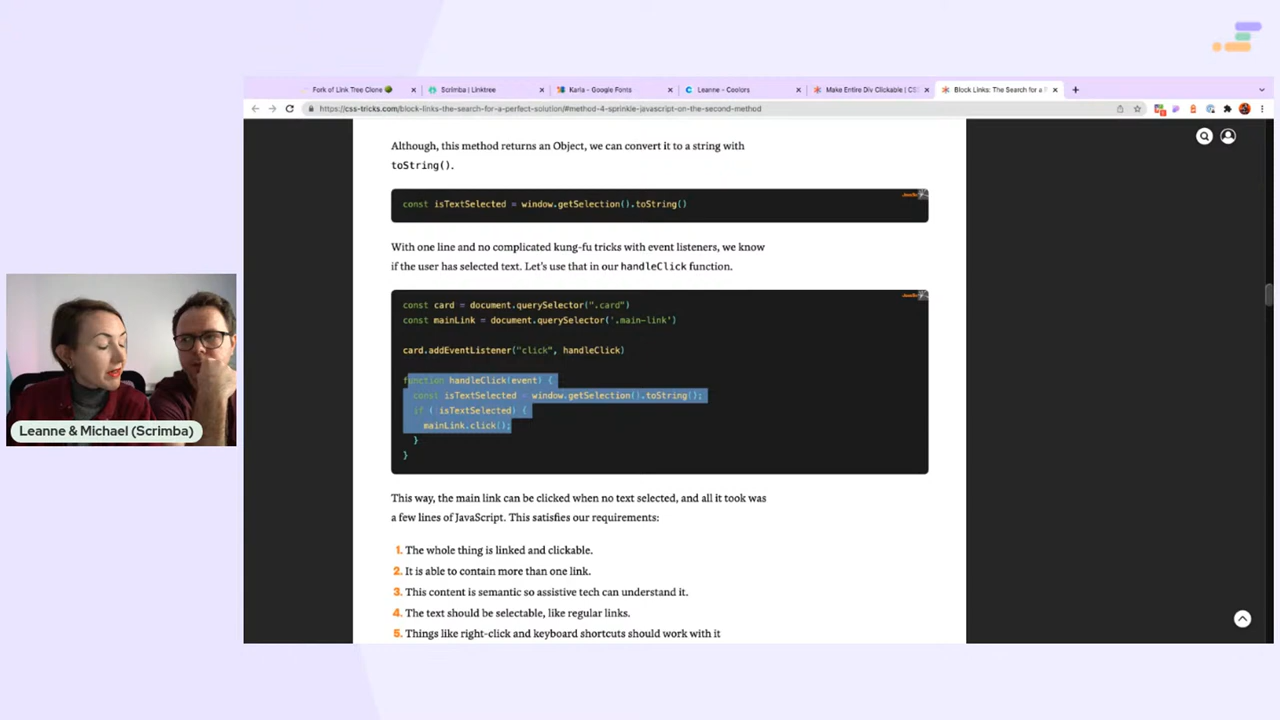 Fork of Link Tree Clone
Scrimba | Linktree
Karla - Google Fonts
Leanne - Coolors
Make Entire Div Clickable | CSS
Block Links: The Search for a P
https://css-tricks.com/block-links-the-search-for-a-perfect-solution/#method-4-sprinkle-javascript-on-the-second-method
Although, this method returns an Object, we can convert it to a string with
toString().
const isTextSelected = window.getSelection().toString()
With one line and no complicated kung-fu tricks with event listeners, we know
if the user has selected text. Let's use that in our handleClick function.
const card = document.querySelector(".card")
const mainLink = document.querySelector('.main-link')
card.addEventListener("click", handleClick)
function handleClick(event) {
const isTextSelected = window.getSelection().toString();
if (!isTextSelected) {
mainLink.click();
}
}
This way, the main link can be clicked when no text selected, and all it took was
a few lines of JavaScript. This satisfies our requirements:
1. The whole thing is linked and clickable.
2. It is able to contain more than one link.
3. This content is semantic so assistive tech can understand it.
4. The text should be selectable, like regular links.
5. Things like right-click and keyboard shortcuts should work with it
Leanne & Michael (Scrimba)